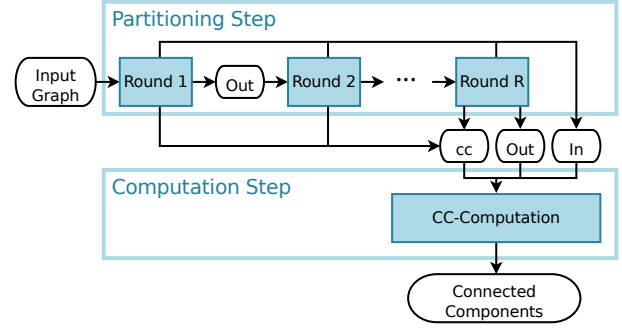 Partitioning Step
Input
Graph
Round 1
Out
Round 2
...
Round R
cc
Out
In
Computation Step
CC-Computation
Connected
Components